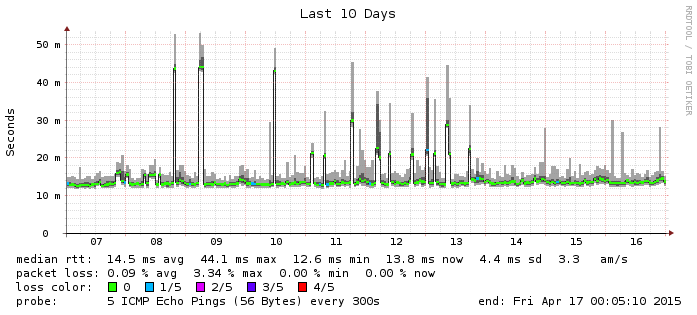 Last 10 Days
RRDTOOL / TOBI OETIKER
Seconds
50 m
40 m
30 m
20 m
10 m
0
07 08 09 10 11 12 13 14 15 16
median rtt: 14.5 ms avg 44.1 ms max 12.6 ms min 13.8 ms now 4.4 ms sd 3.3 am/s
packet loss: 0.09 % avg 3.34 % max 0.00 % min 0.00 % now
loss color: 0 1/5 2/5 3/5 4/5
probe: 5 ICMP Echo Pings (56 Bytes) every 300s end: Fri Apr 17 00:05:10 2015